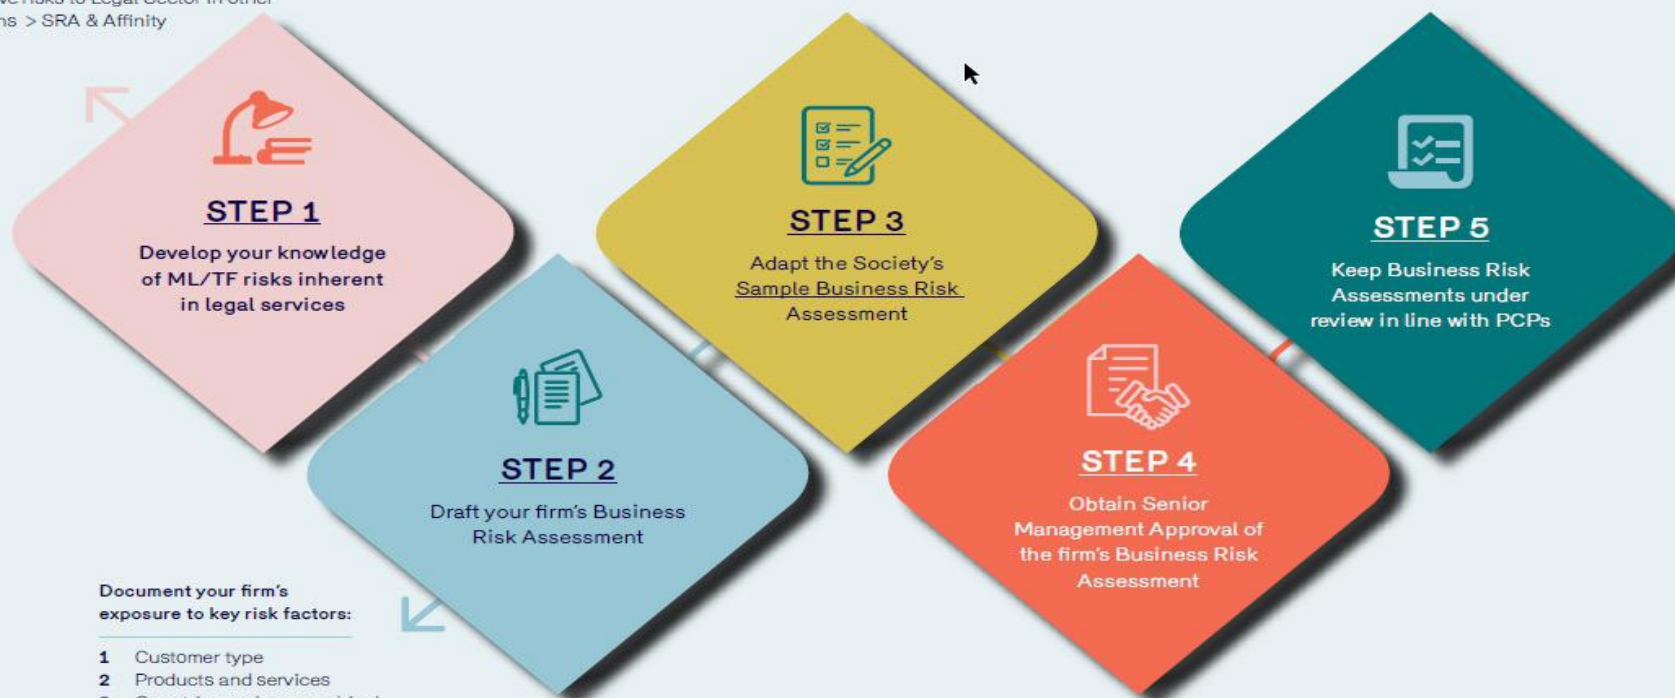 ns > SRA & Affinity
STEP 1
Develop your knowledge
of ML/TF risks inherent
in legal services
STEP 2
Draft your firm's Business
Risk Assessment
Document your firm's
exposure to key risk factors:
1 Customer type
2 Products and services
STEP 3
Adapt the Society's
Sample Business Risk
Assessment
STEP 4
Obtain Senior
Management Approval of
the firm's Business Risk
Assessment
STEP 5
Keep Business Risk
Assessments under
review in line with PCPs